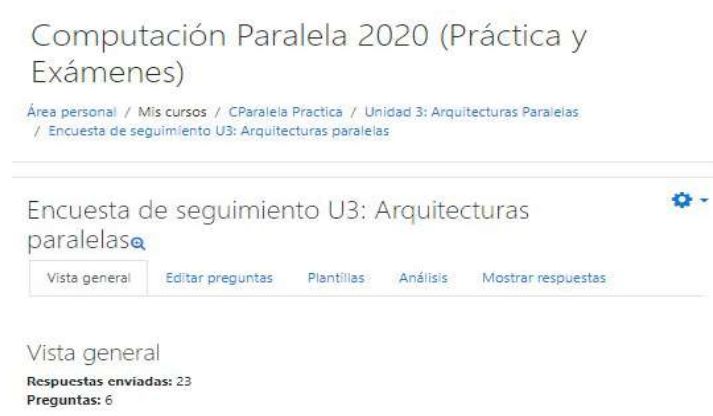 Computación Paralela 2020 (Práctica y
Exámenes)
Área personal / Mis cursos / CParalela Practica / Unidad 3: Arquitecturas Paralelas
/ Encuesta de seguimiento U3: Arquitecturas paralelas
Encuesta de seguimiento U3: Arquitecturas
paralelas
Vista general Editar preguntas Plantillas Análisis Mostrar respuestas
Vista general
Respuestas enviadas: 23
Preguntas: 6